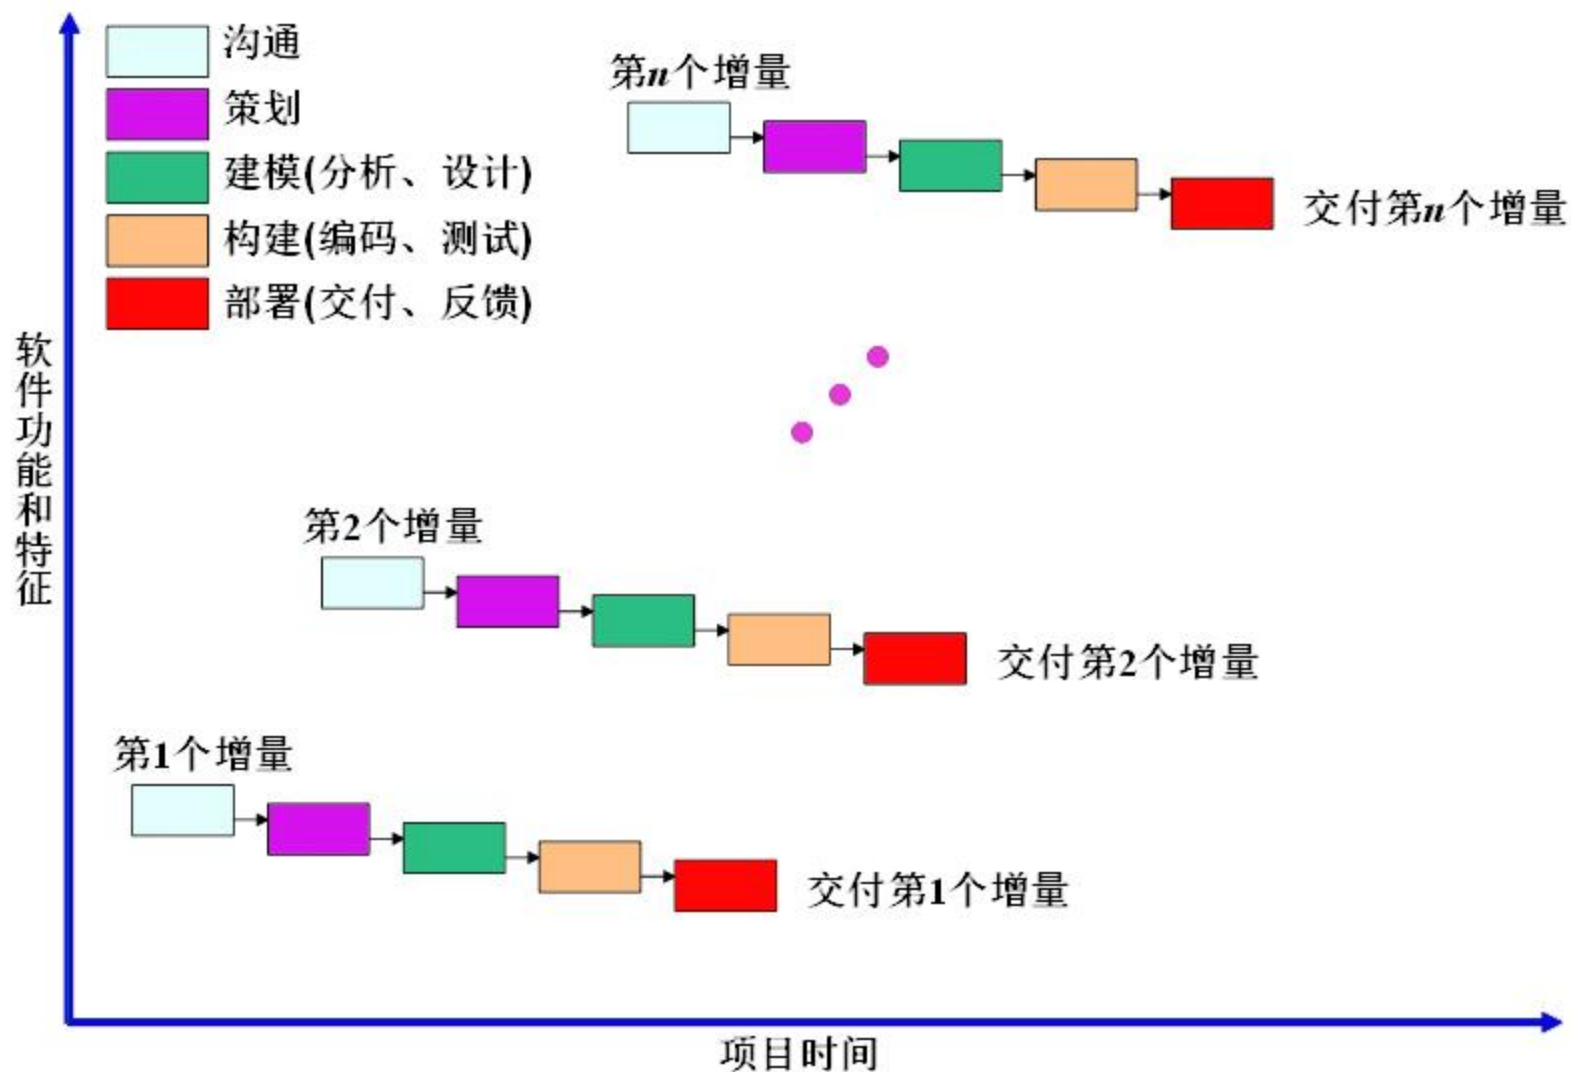 沟通
策划
建模(分析、设计)
构建(编码、测试)
部署(交付、反馈)
第n个增量
交付第n个增量
软件功能和特征
第2个增量
交付第2个增量
第1个增量
交付第1个增量
项目时间